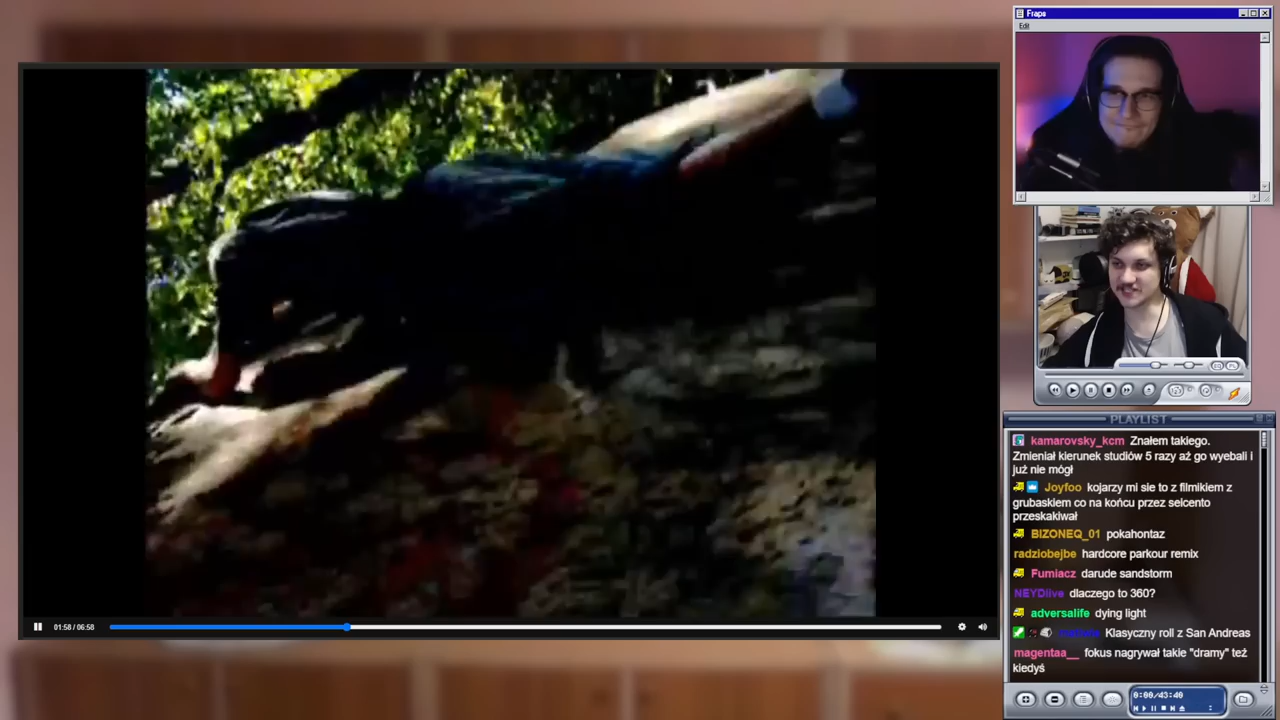 Fraps
Edit
01:58 / 06:58
PLAYLIST
kamarovsky_kcm Znałem takiego.
Zmieniał kierunek studiów 5 razy aż go wyebali i
już nie mógł
Joyfoo kojarzy mi sie to z filmikiem z
grubaskiem co na końcu przez seicento
przeskakiwał
BIZONEQ_01 pokahontaz
radziobejbe hardcore parkour remix
Fumiacz darude sandstorm
NEYDlive dlaczego to 360?
adversalife dying light
Klasyczny roll z San Andreas
magentaa__ fokus nagrywał takie "dramy" też
kiedyś
0:00/43:40